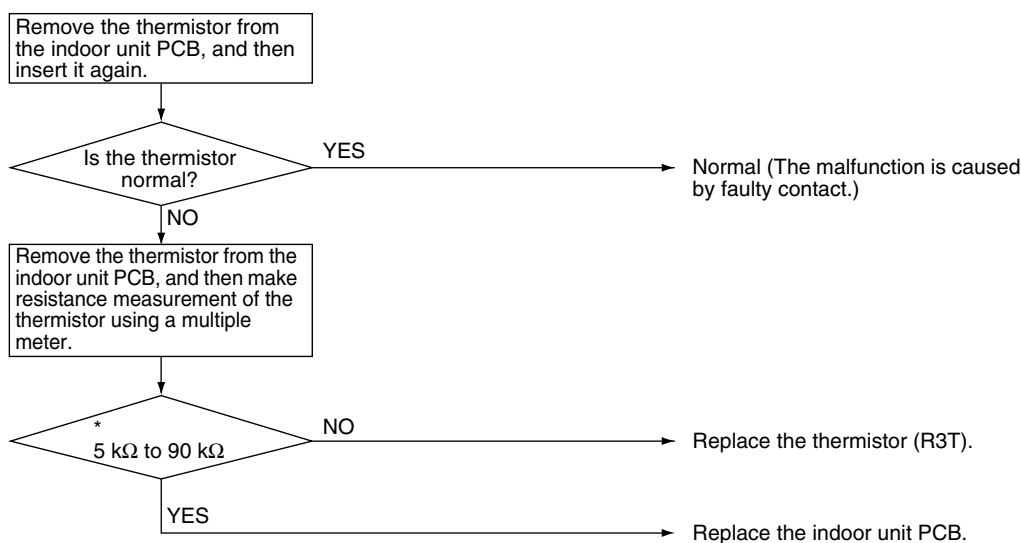 Remove the thermistor from
the indoor unit PCB, and then
insert it again.
Is the thermistor
normal?
YES
Normal (The malfunction is caused
by faulty contact.)
NO
Remove the thermistor from the
indoor unit PCB, and then make
resistance measurement of the
thermistor using a multiple
meter.
*
5 kΩ to 90 kΩ
NO
Replace the thermistor (R3T).
YES
Replace the indoor unit PCB.